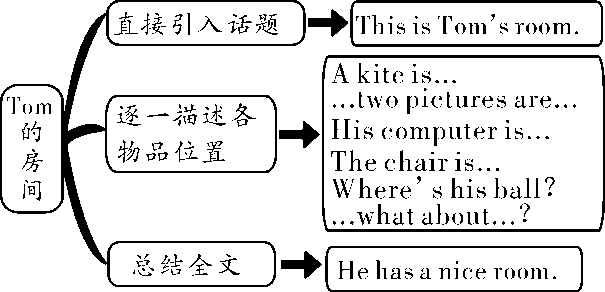 Tom
的
房
间
直接引入话题
This is Tom's room.
逐一描述各
物品位置
A kite is...
...two pictures are...
His computer is...
The chair is...
Where's his ball?
...what about...?
总结全文
He has a nice room.